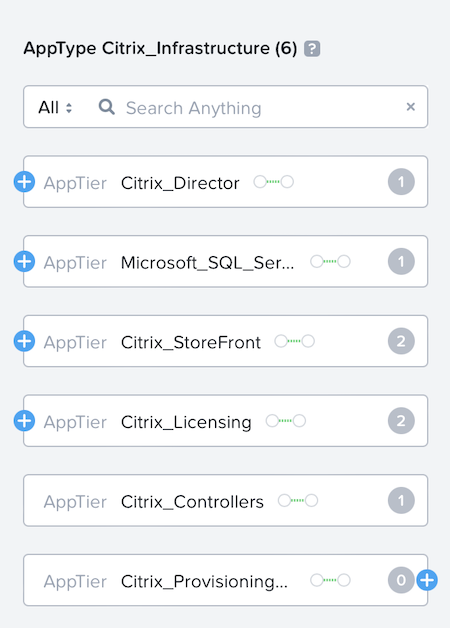 AppType Citrix_Infrastructure (6) ?
All Search Anything ×
AppTier Citrix_Director 1
AppTier Microsoft_SQL_Ser... 1
AppTier Citrix_StoreFront 2
AppTier Citrix_Licensing 2
AppTier Citrix_Controllers 1
AppTier Citrix_Provisioning... 0